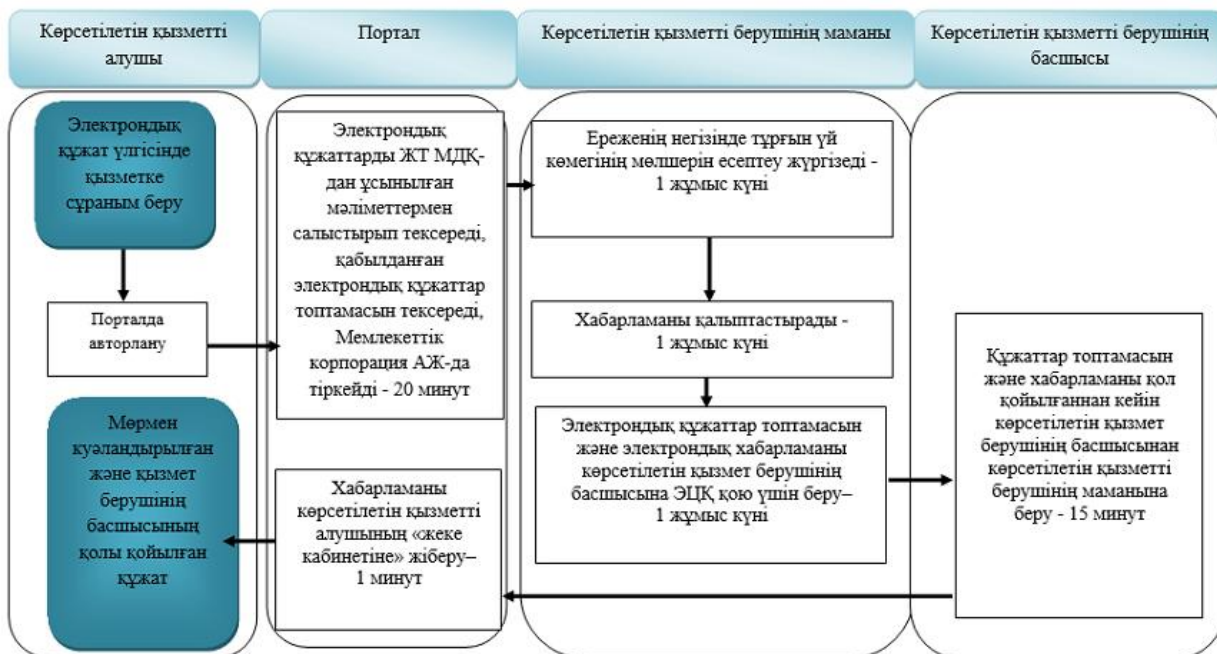 Көрсетілетін қызметті
алушы
Портал
Көрсетілетін қызметті берушінің маманы
Көрсетілетін қызметті берушінің
басшысы
Электрондық
құжат үлгісінде
қызметке
сұраным беру
Порталда
авторлану
Мөрмен
куәландырылған
және қызмет
берушінің
басшысының
қолы қойылған
құжат
Электрондық
құжаттарды ЖТ МДҚ-
дан ұсынылған
мәліметтермен
салыстырып тексереді,
қабылданған
электрондық құжаттар
топтамасын тексереді,
Мемлекеттік
корпорация АЖ-да
тіркейді - 20 минут
Хабарламаны
көрсетілетін қызметті
алушының «жеке
кабинетіне» жіберу–
1 минут
Ереженің негізінде тұрғын үй
көмегінің мөлшерін есептеу жүргізеді -
1 жұмыс күні
Хабарламаны қалыптастырады -
1 жұмыс күні
Электрондық құжаттар топтамасын
және электрондық хабарламаны
көрсетілетін қызмет берушінің
басшысына ЭЦҚ қою үшін беру–
1 жұмыс күні
Құжаттар топтамасын
және хабарламаны қол
қойылғаннан кейін
көрсетілетін қызмет
берушінің басшысынан
көрсетілетін қызметті
берушінің маманына
беру - 15 минут